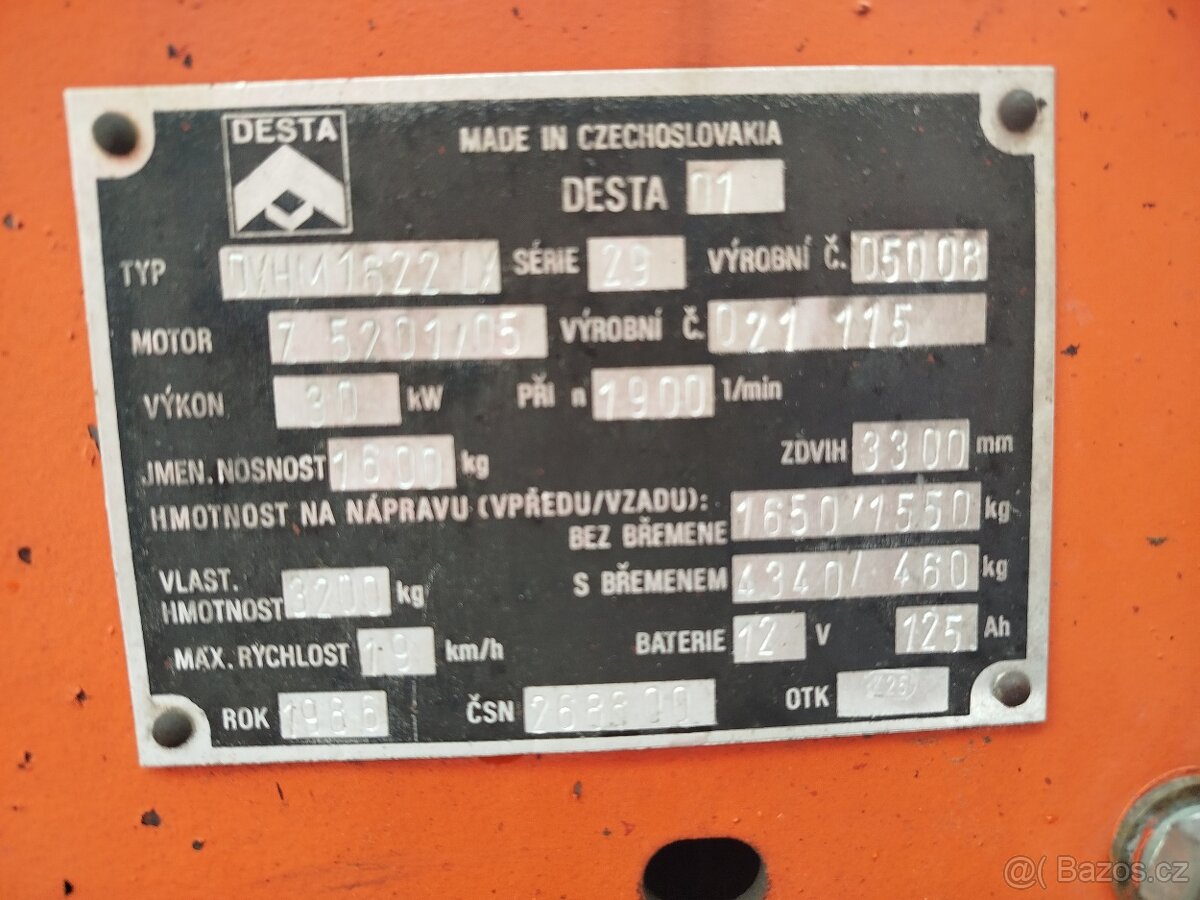 DESTA
MADE IN CZECHOSLOVAKIA
DESTA 01
TYP DVHM 1622 LX SÉRIE 29 VÝROBNÍ Č. 05008
MOTOR Z 5201/05 VÝROBNÍ Č. 021 115
VÝKON 30 kW PŘI n 1900 1/min
JMEN. NOSNOST 1600 kg ZDVIH 3300 mm
HMOTNOST NA NÁPRAVU (VPŘEDU/VZADU):
BEZ BŘEMENE 1650/1550 kg
VLAST. HMOTNOST 3200 kg S BŘEMENEM 4340/ 460 kg
MAX. RYCHLOST 19 km/h BATERIE 12 V 125 Ah
ROK 1986 ČSN 268800 OTK
@( Bazos.cz